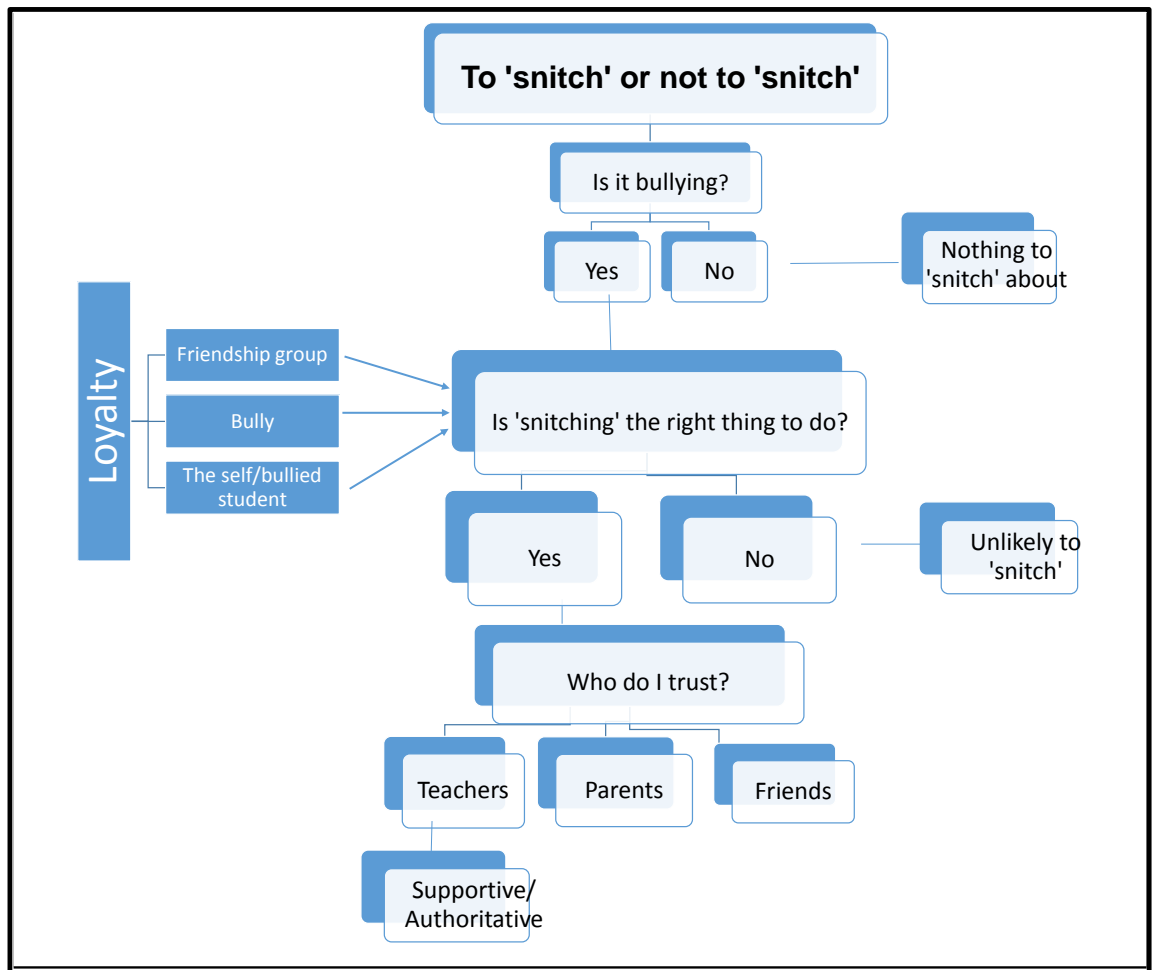 To 'snitch' or not to 'snitch'
Is it bullying?
Yes
No
Nothing to
'snitch' about
Loyalty
Friendship group
Bully
The self/bullied
student
Is 'snitching' the right thing to do?
Yes
No
Unlikely to
'snitch'
Who do I trust?
Teachers
Parents
Friends
Supportive/
Authoritative